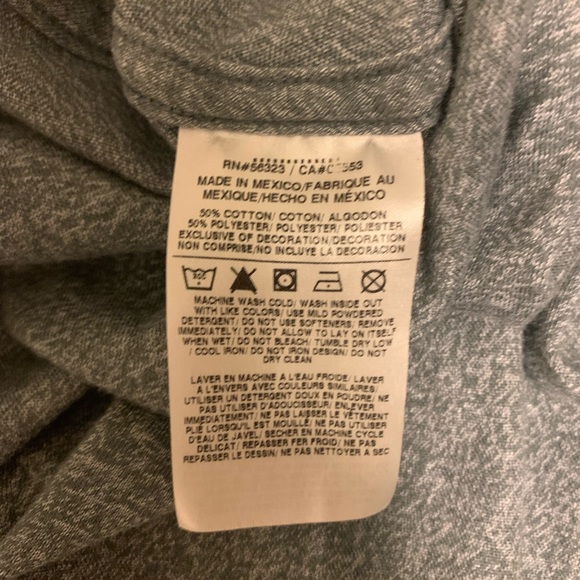 RN#56323 / CA#
MADE IN MEXICO/FABRIQUE AU
MEXIQUE/HECHO EN MÉXICO
50% COTTON/ COTON/ ALGODON
50% POLYESTER/ POLYESTER/ POLIESTER
EXCLUSIVE OF DECORATION/DECORATION
NON COMPRISE/NO INCLUYE LA DECORACION
MACHINE WASH COLD/ WASH INSIDE OUT
WITH LIKE COLORS/ USE MILD POWDERED
DETERGENT/ DO NOT USE SOFTENERS/ REMOVE
IMMEDIATELY/ DO NOT ALLOW TO LAY ON ITSELF
WHEN WET/ DO NOT BLEACH/ TUMBLE DRY LOW
/ COOL IRON/ DO NOT IRON DESIGN/ DO NOT
DRY CLEAN
LAVER EN MACHINE A L'EAU FROIDE/ LAVER
A L'ENVERS AVEC COULEURS SIMILAIRES/
UTILISER UN DETERGENT DOUX EN POUDRE/ NE
PAS UTILISER D'ADOUCISSEUR/ ENLEVER
IMMÉDIATEMENT/ NE PAS LAISSER LE VÊTEMENT
PLIÉ LORSQU'IL EST MOUILLÉ/ NE PAS UTILISER
D'EAU DE JAVEL/ SECHER EN MACHINE CYCLE
DELICAT/ REPASSER FER FROID/ NE PAS
REPASSER LE DESSIN/ NE PAS NETTOYER A SEC